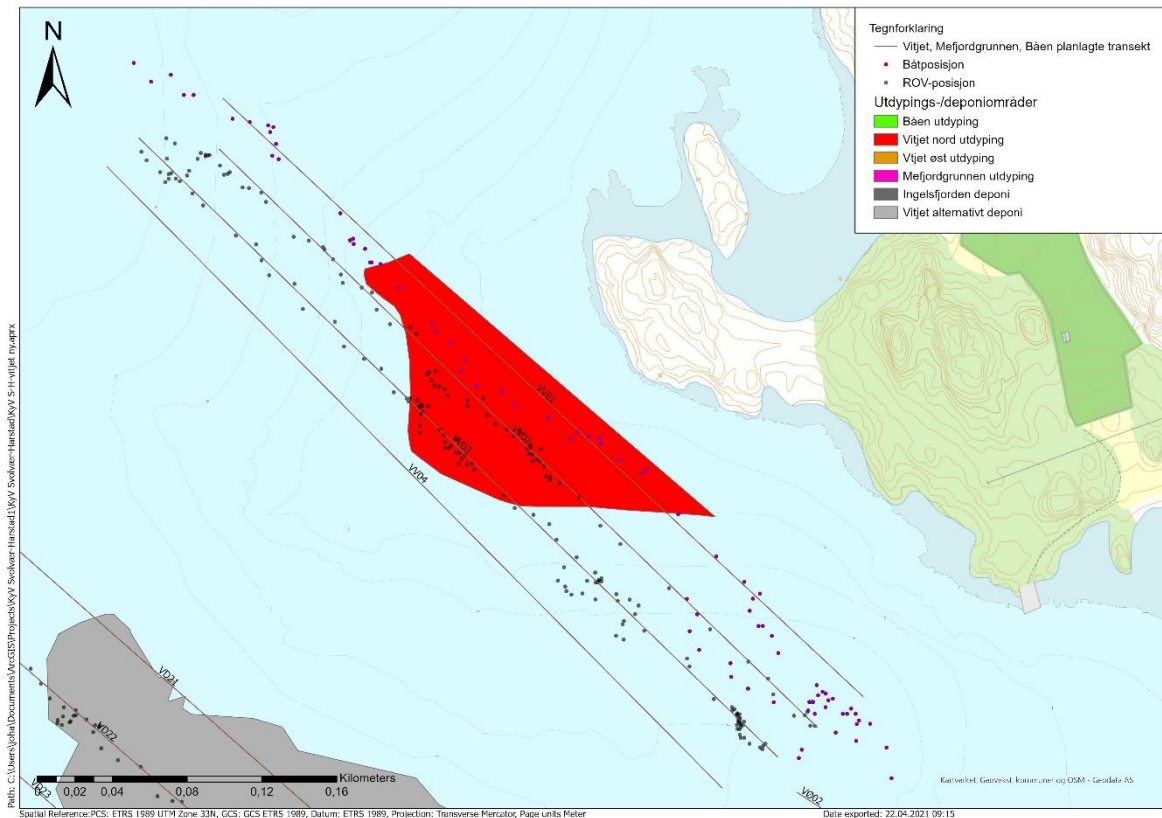 N
Tegnforklaring
Vitjet, Mefjordgrunnen, Båen planlagte transekt
Båtposisjon
ROV-posisjon
Utdypings-/deponiområder
Båen utdyping
Vitjet nord utdyping
Vtjet øst utdyping
Mefjordgrunnen utdyping
Ingelsfjorden deponi
Vitjet alternativt deponi
VV01
VV02
VV03
VV04
VD21
VD22
VD23
VØ02
Kilometers
0 0,02 0,04 0,08 0,12 0,16
Kartverket, Geovekst, kommuner og OSM - Geodata AS
Path: C:\Users\joha\Documents\ArcGIS\Projects\KyV Svolvær-Harstad1\KyV Svolvær-Harstad\KyV S-H-vitjet ny.aprx
Spatial Reference:PCS: ETRS 1989 UTM Zone 33N, GCS: GCS ETRS 1989, Datum: ETRS 1989, Projection: Transverse Mercator, Page units Meter
Date exported: 22.04.2021 09:15